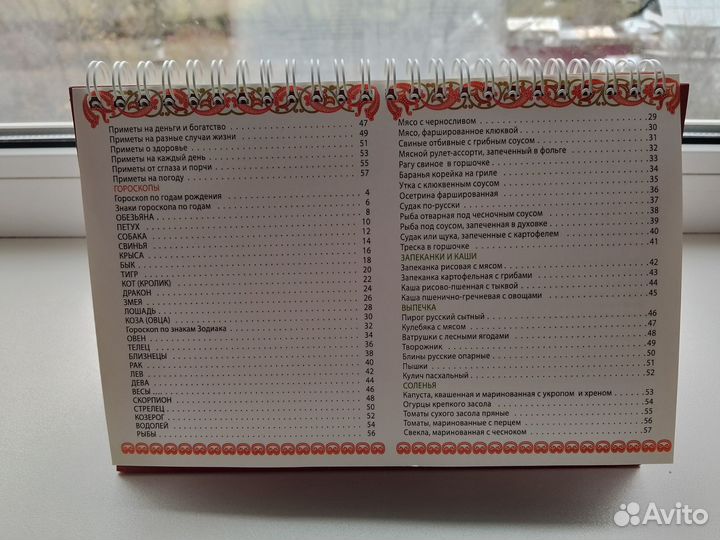 Приметы на деньги и богатство . . . 47
Приметы на разные случаи жизни . . . 49
Приметы о здоровье . . . 51
Приметы на каждый день . . . 53
Приметы от сглаза и порчи . . . 55
Приметы на погоду . . . 57
ГОРОСКОПЫ
Гороскоп по годам рождения . . . 4
Знаки гороскопа по годам . . . 6
ОБЕЗЬЯНА . . . 8
ПЕТУХ . . . 10
СОБАКА . . . 12
СВИНЬЯ . . . 14
КРЫСА . . . 16
БЫК . . . 18
ТИГР . . . 20
КОТ (КРОЛИК) . . . 22
ДРАКОН . . . 24
ЗМЕЯ . . . 26
ЛОШАДЬ . . . 28
КОЗА (ОВЦА) . . . 30
Гороскоп по знакам Зодиака . . . 32
ОВЕН . . . 34
ТЕЛЕЦ . . . 36
БЛИЗНЕЦЫ . . . 38
РАК . . . 40
ЛЕВ . . . 42
ДЕВА . . . 44
ВЕСЫ . . . 46
СКОРПИОН . . . 48
СТРЕЛЕЦ . . . 50
КОЗЕРОГ . . . 52
ВОДОЛЕЙ . . . 54
РЫБЫ . . . 56
Мясо с черносливом . . . 29
Мясо, фаршированное клюквой . . . 30
Свиные отбивные с грибным соусом . . . 31
Мясной рулет-ассорти, запеченный в фольге . . . 32
Рагу свиное в горшочке . . . 33
Баранья корейка на гриле . . . 34
Утка с клюквенным соусом . . . 35
Осетрина фаршированная . . . 36
Судак по-русски . . . 37
Рыба отварная под чесночным соусом . . . 38
Рыба под соусом, запеченная в духовке . . . 39
Судак или щука, запеченные с картофелем . . . 40
Треска в горшочке . . . 41
ЗАПЕКАНКИ И КАШИ
Запеканка рисовая с мясом . . . 42
Запеканка картофельная с грибами . . . 43
Каша рисово-пшенная с тыквой . . . 44
Каша пшенично-гречневая с овощами . . . 45
ВЫПЕЧКА
Пирог русский сытный . . . 46
Кулебяка с мясом . . . 47
Ватрушки с лесными ягодами . . . 48
Творожник . . . 49
Блины русские опарные . . . 50
Пышки . . . 51
Кулич пасхальный . . . 52
СОЛЕНЬЯ
Капуста, квашенная и маринованная с укропом и хреном . . . 53
Огурцы крепкого засола . . . 54
Томаты сухого засола пряные . . . 55
Томаты, маринованные с перцем . . . 56
Свекла, маринованная с чесноком . . . 57
Avito